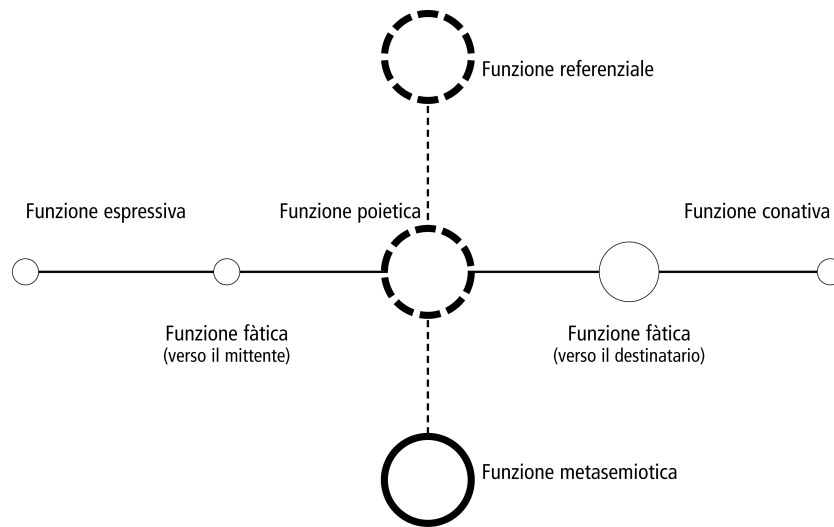 Funzione referenziale
Funzione espressiva
Funzione poietica
Funzione conativa
Funzione fàtica
(verso il mittente)
Funzione fàtica
(verso il destinatario)
Funzione metasemiotica